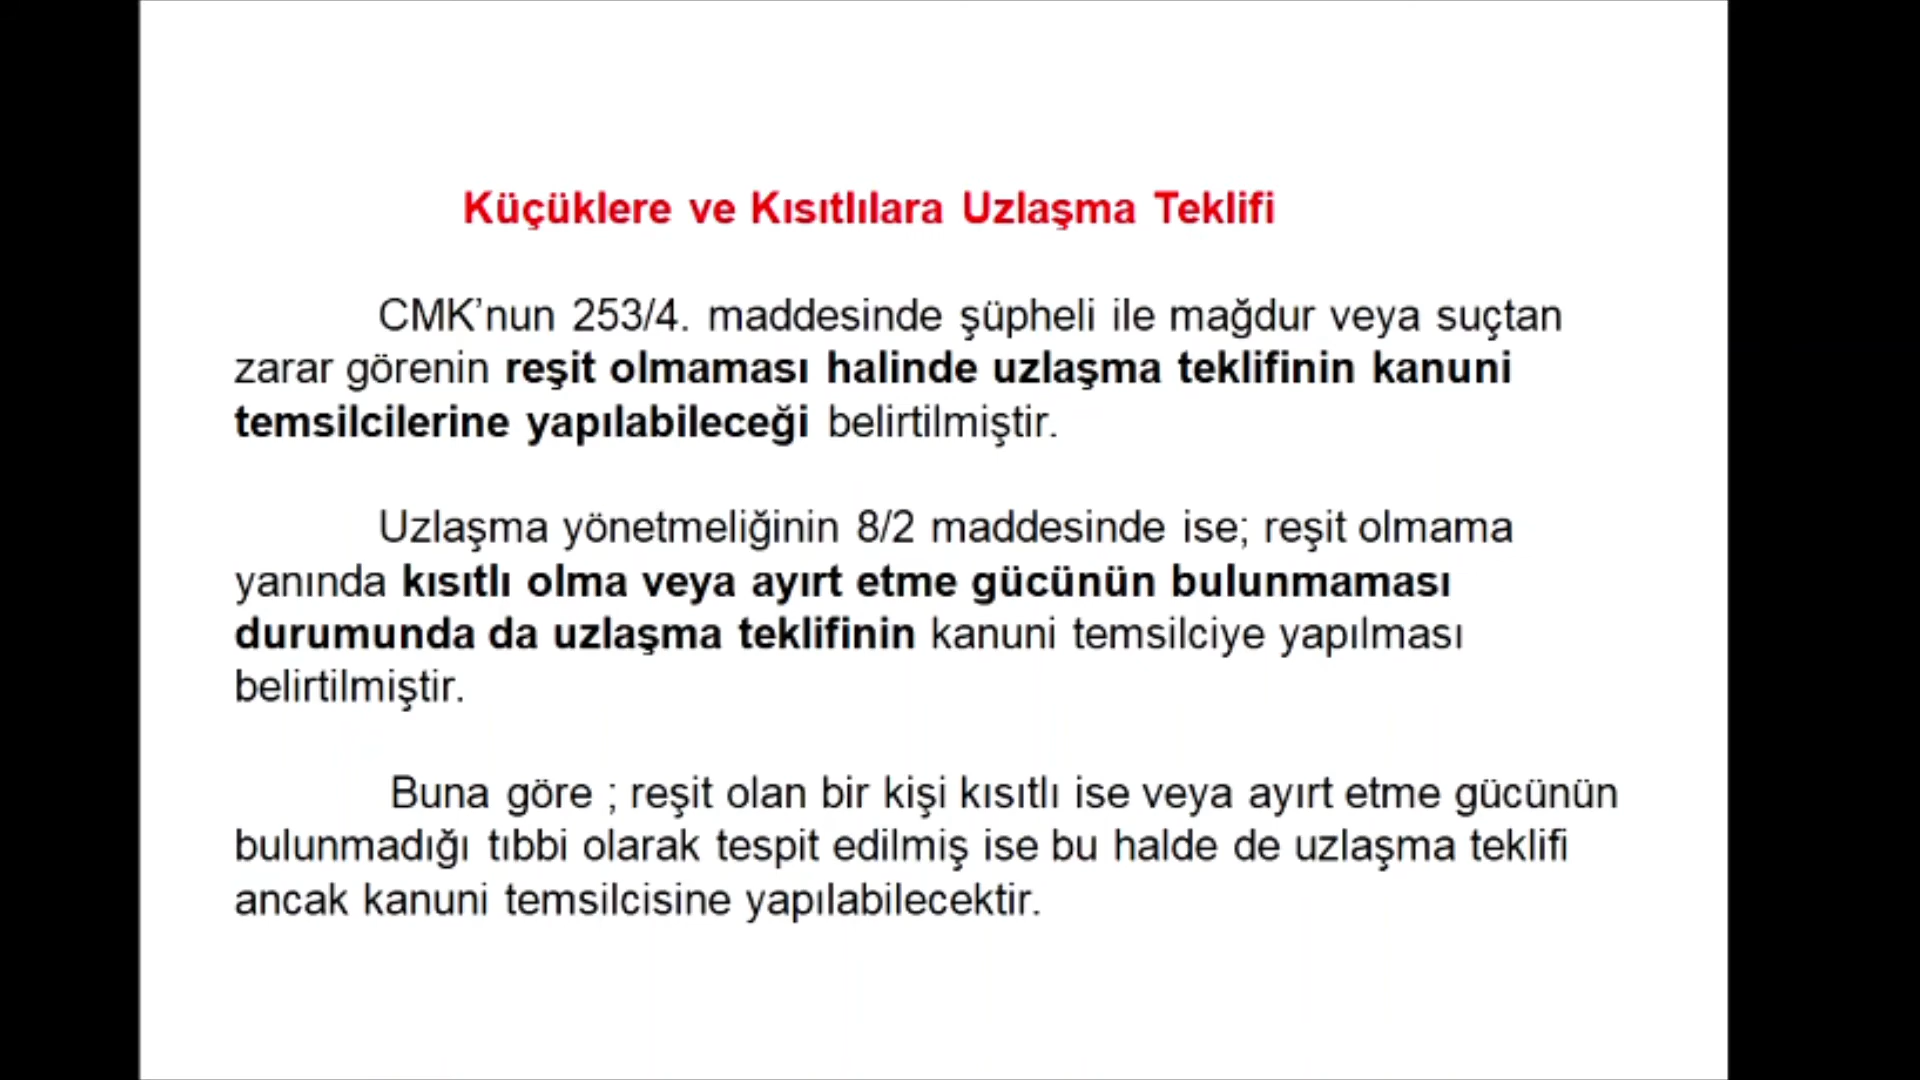 Küçüklere ve Kısıtlılara Uzlaşma Teklifi
CMK’nun 253/4. maddesinde şüpheli ile mağdur veya suçtan
zarar görenin reşit olmaması halinde uzlaşma teklifinin kanuni
temsilcilerine yapılabileceği belirtilmiştir.
Uzlaşma yönetmeliğinin 8/2 maddesinde ise; reşit olmama
yanında kısıtlı olma veya ayırt etme gücünün bulunmaması
durumunda da uzlaşma teklifinin kanuni temsilciye yapılması
belirtilmiştir.
Buna göre ; reşit olan bir kişi kısıtlı ise veya ayırt etme gücünün
bulunmadığı tıbbi olarak tespit edilmiş ise bu halde de uzlaşma teklifi
ancak kanuni temsilcisine yapılabilecektir.